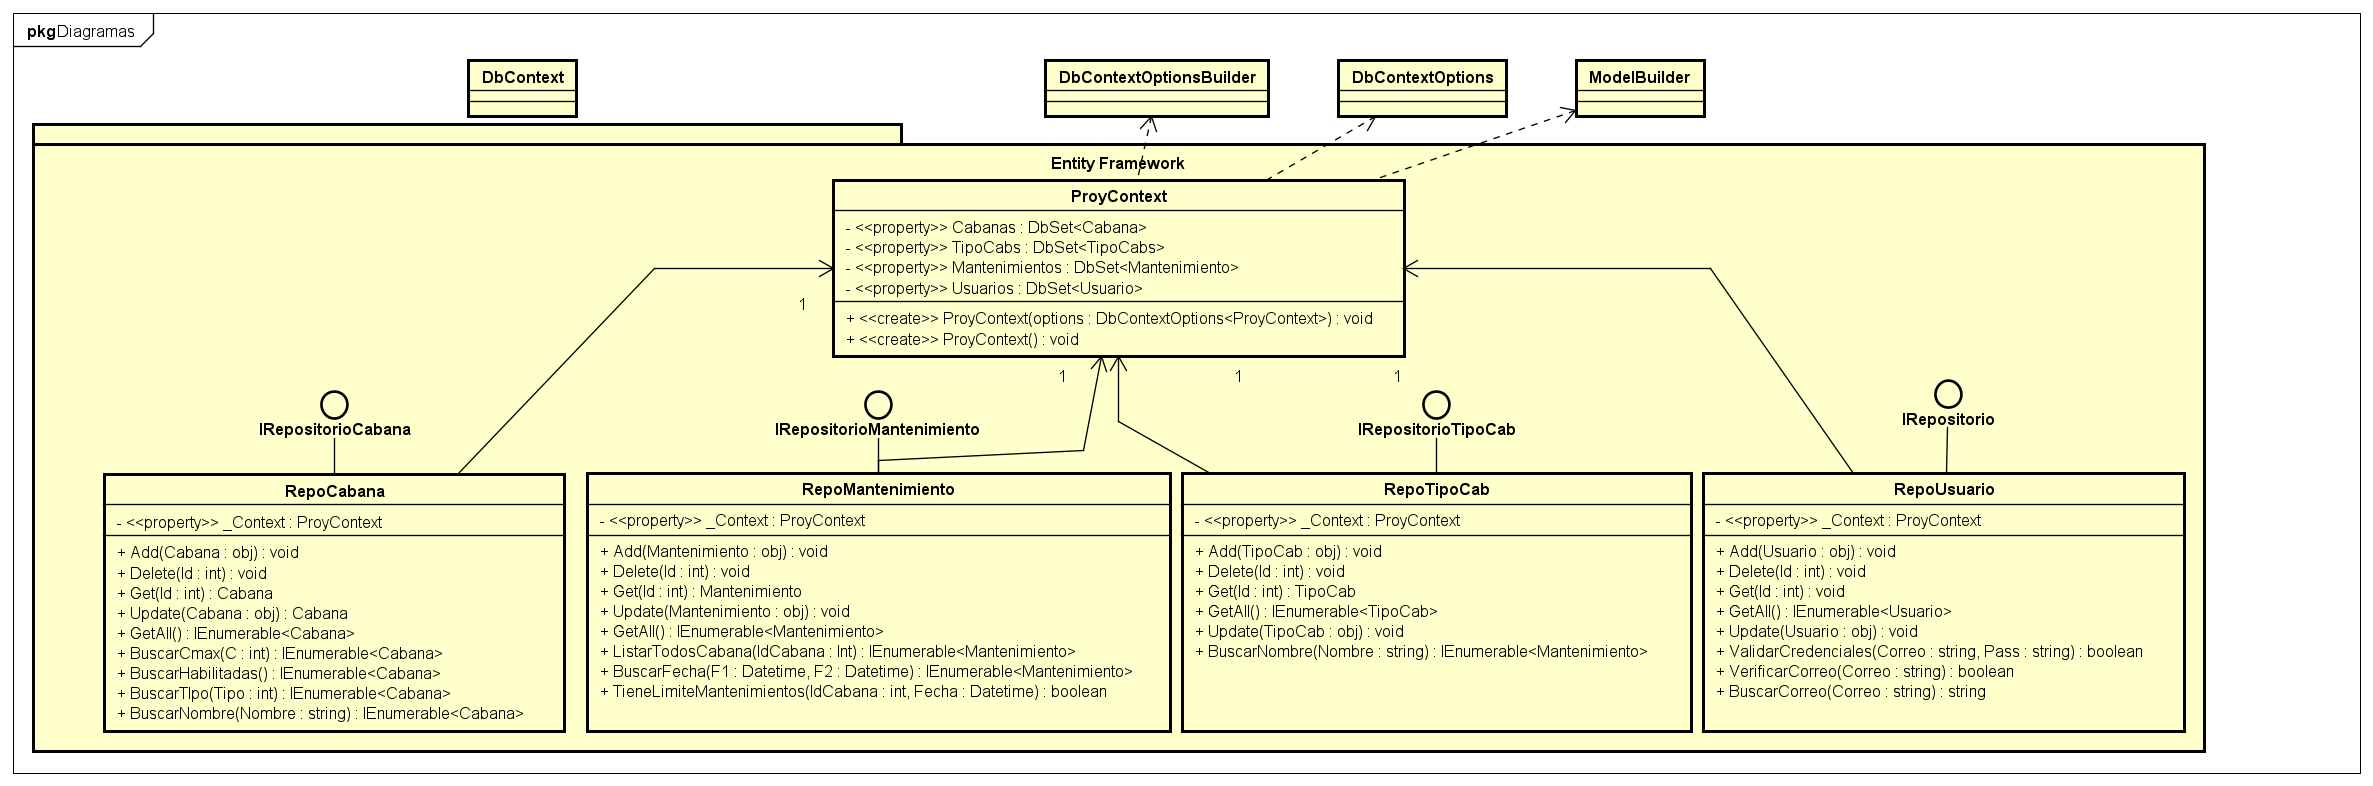 pkg Diagramas
DbContext
DbContextOptionsBuilder
DbContextOptions
ModelBuilder
Entity Framework
ProyContext
- <<property>> Cabanas : DbSet<Cabana>
- <<property>> TipoCabs : DbSet<TipoCabs>
- <<property>> Mantenimientos : DbSet<Mantenimiento>
- <<property>> Usuarios : DbSet<Usuario>
+ <<create>> ProyContext(options : DbContextOptions<ProyContext>) : void
+ <<create>> ProyContext() : void
1
1
1
1
IRepositorioCabana
IRepositorioMantenimiento
IRepositorioTipoCab
IRepositorio
RepoCabana
- <<property>> _Context : ProyContext
+ Add(Cabana : obj) : void
+ Delete(Id : int) : void
+ Get(Id : int) : Cabana
+ Update(Cabana : obj) : Cabana
+ GetAll() : IEnumerable<Cabana>
+ BuscarCmax(C : int) : IEnumerable<Cabana>
+ BuscarHabilitadas() : IEnumerable<Cabana>
+ BuscarTIpo(Tipo : int) : IEnumerable<Cabana>
+ BuscarNombre(Nombre : string) : IEnumerable<Cabana>
RepoMantenimiento
- <<property>> _Context : ProyContext
+ Add(Mantenimiento : obj) : void
+ Delete(Id : int) : void
+ Get(Id : int) : Mantenimiento
+ Update(Mantenimiento : obj) : void
+ GetAll() : IEnumerable<Mantenimiento>
+ ListarTodosCabana(IdCabana : Int) : IEnumerable<Mantenimiento>
+ BuscarFecha(F1 : Datetime, F2 : Datetime) : IEnumerable<Mantenimiento>
+ TieneLimiteMantenimientos(IdCabana : int, Fecha : Datetime) : boolean
RepoTipoCab
- <<property>> _Context : ProyContext
+ Add(TipoCab : obj) : void
+ Delete(Id : int) : void
+ Get(Id : int) : TipoCab
+ GetAll() : IEnumerable<TipoCab>
+ Update(TipoCab : obj) : void
+ BuscarNombre(Nombre : string) : IEnumerable<Mantenimiento>
RepoUsuario
- <<property>> _Context : ProyContext
+ Add(Usuario : obj) : void
+ Delete(Id : int) : void
+ Get(Id : int) : void
+ GetAll() : IEnumerable<Usuario>
+ Update(Usuario : obj) : void
+ ValidarCredenciales(Correo : string, Pass : string) : boolean
+ VerificarCorreo(Correo : string) : boolean
+ BuscarCorreo(Correo : string) : string